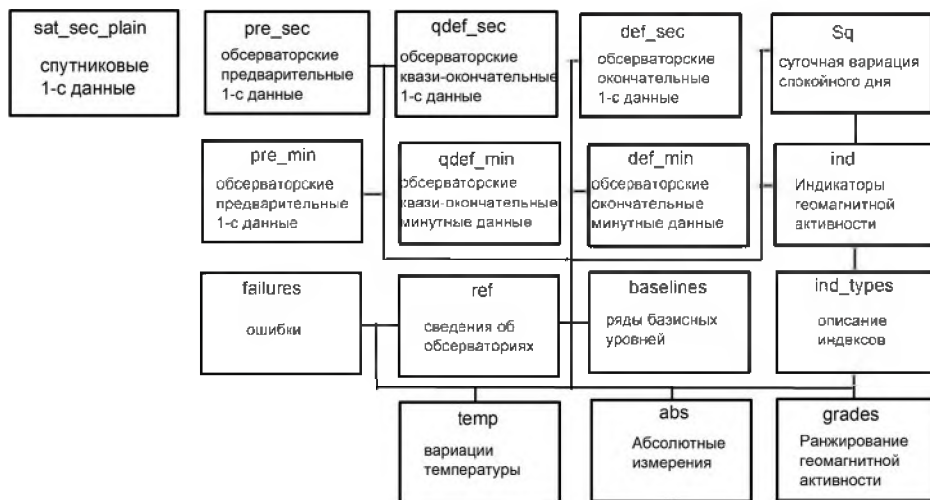 sat_sec_plain
спутниковые
1-с данные
pre_sec
обсерваторские
предварительные
1-с данные
qdef_sec
обсерваторские
квази-окончательные
1-с данные
def_sec
обсерваторские
окончательные
1-с данные
Sq
суточная вариация
спокойного дня
pre_min
обсерваторские
предварительные
1-с данные
qdef_min
обсерваторские
квази-окончательные
минутные данные
def_min
обсерваторские
окончательные
минутные данные
ind
Индикаторы
геомагнитной
активности
failures
ошибки
ref
сведения об
обсерваториях
baselines
ряды базисных
уровней
ind_types
описание
индексов
temp
вариации
температуры
abs
Абсолютные
измерения
grades
Ранжирование
геомагнитной
активности